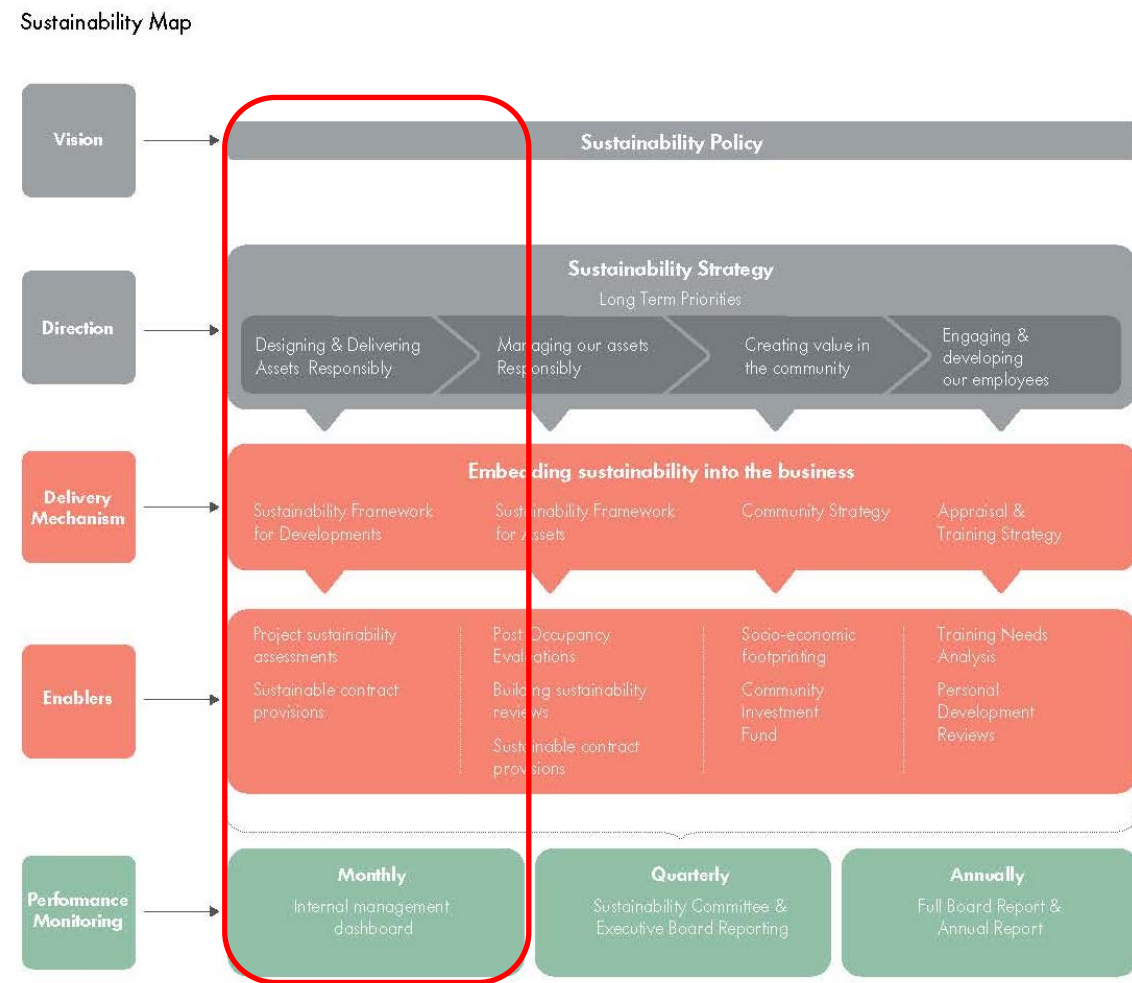 Sustainability Map
Vision
Sustainability Policy
Direction
Sustainability Strategy
Long Term Priorities
Designing & Delivering
Assets Responsibly
Managing our assets
Responsibly
Creating value in
the community
Engaging &
developing
our employees
Delivery
Mechanism
Embedding sustainability into the business
Sustainability Framework
for Developments
Sustainability Framework
for Assets
Community Strategy
Appraisal &
Training Strategy
Enablers
Project sustainability
assessments
Sustainable contract
provisions
Post Occupancy
Evaluations
Building sustainability
reviews
Sustainable contract
provisions
Socio-economic
footprinting
Community
Investment
Fund
Training Needs
Analysis
Personal
Development
Reviews
Performance
Monitoring
Monthly
Internal management
dashboard
Quarterly
Sustainability Committee &
Executive Board Reporting
Annually
Full Board Report &
Annual Report